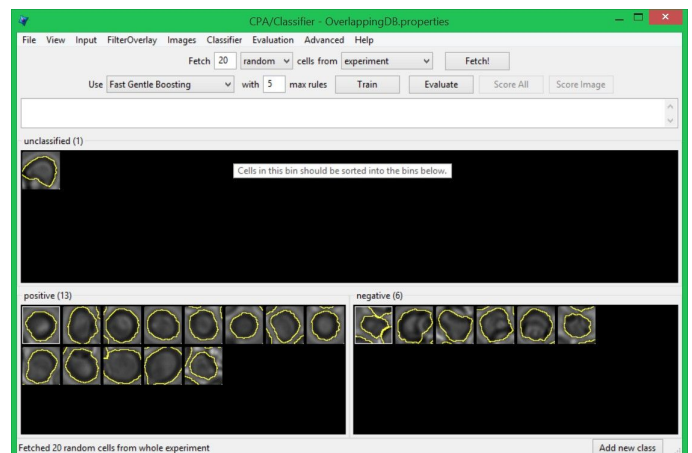 CPA/Classifier - OverlappingDB.properties
File View Input FilterOverlay Images Classifier Evaluation Advanced Help
Fetch 20 random cells from experiment Fetch!
Use Fast Gentle Boosting with 5 max rules Train Evaluate Score All Score Image
unclassified (1)
Cells in this bin should be sorted into the bins below.
positive (13) negative (6)
Fetched 20 random cells from whole experiment Add new class